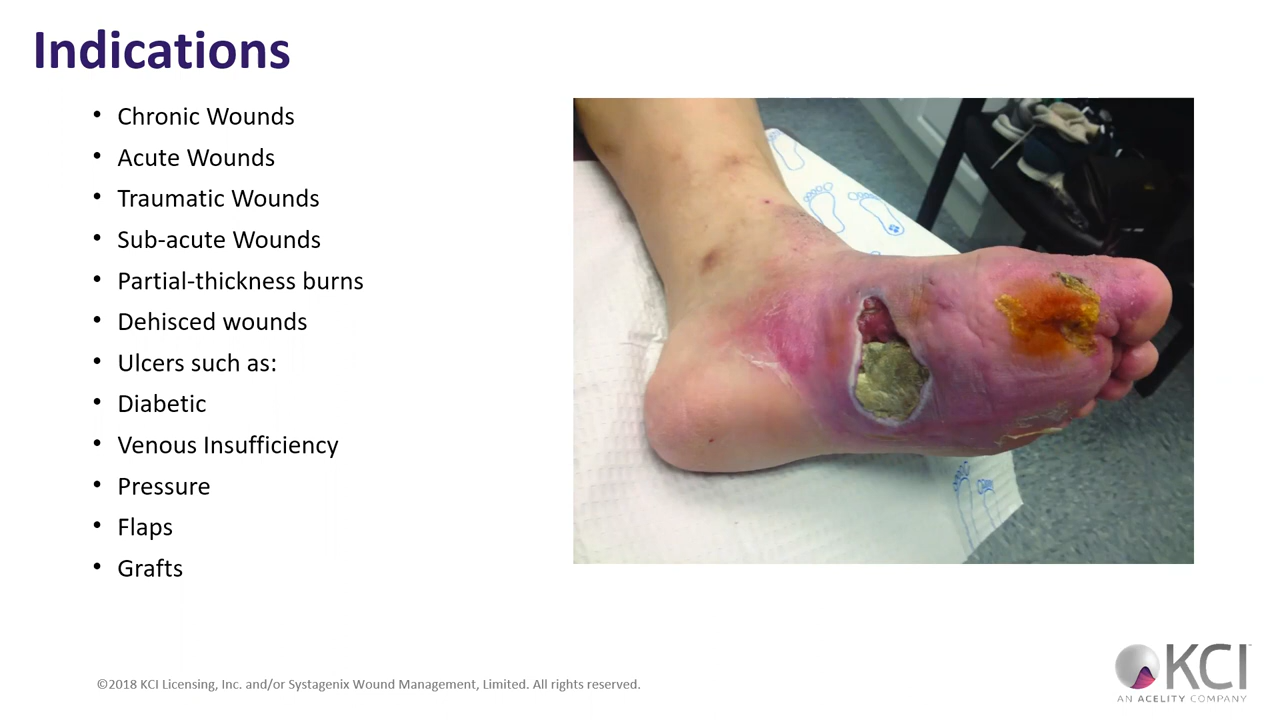 Indications
• Chronic Wounds
• Acute Wounds
• Traumatic Wounds
• Sub-acute Wounds
• Partial-thickness burns
• Dehisced wounds
• Ulcers such as:
• Diabetic
• Venous Insufficiency
• Pressure
• Flaps
• Grafts
©2018 KCI Licensing, Inc. and/or Systagenix Wound Management, Limited. All rights reserved.
KCI
AN ACELITY COMPANY